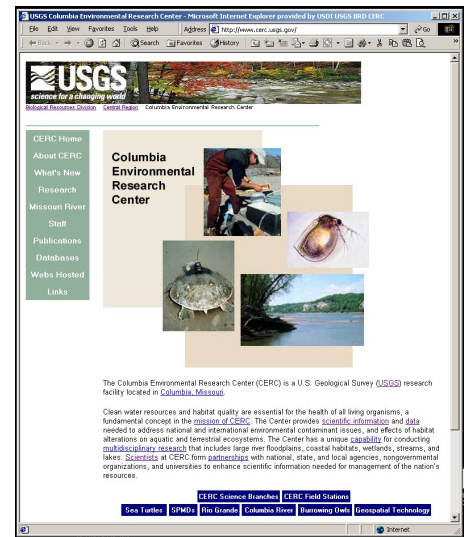 USGS Columbia Environmental Research Center - Microsoft Internet Explorer provided by USDI USGS BRD CERC
File Edit View Favorites Tools Help Address http://www.cerc.usgs.gov/ Go
Back Search Favorites History
USGS
science for a changing world
Biological Resources Division Central Region Columbia Environmental Research Center
CERC Home
About CERC
What's New
Research
Missouri River
Staff
Publications
Databases
Webs Hosted
Links
Columbia
Environmental
Research
Center
The Columbia Environmental Research Center (CERC) is a U.S. Geological Survey (USGS) research
facility located in Columbia, Missouri.
Clean water resources and habitat quality are essential for the health of all living organisms, a
fundamental concept in the mission of CERC. The Center provides scientific information and data
needed to address national and international environmental contaminant issues, and effects of habitat
alterations on aquatic and terrestrial ecosystems. The Center has a unique capability for conducting
multidisciplinary research that includes large river floodplains, coastal habitats, wetlands, streams, and
lakes. Scientists at CERC form partnerships with national, state, and local agencies, nongovernmental
organizations, and universities to enhance scientific information needed for management of the nation's
resources.
CERC Science Branches CERC Field Stations
Sea Turtles SPMDs Rio Grande Columbia River Burrowing Owls Geospatial Technology
Internet